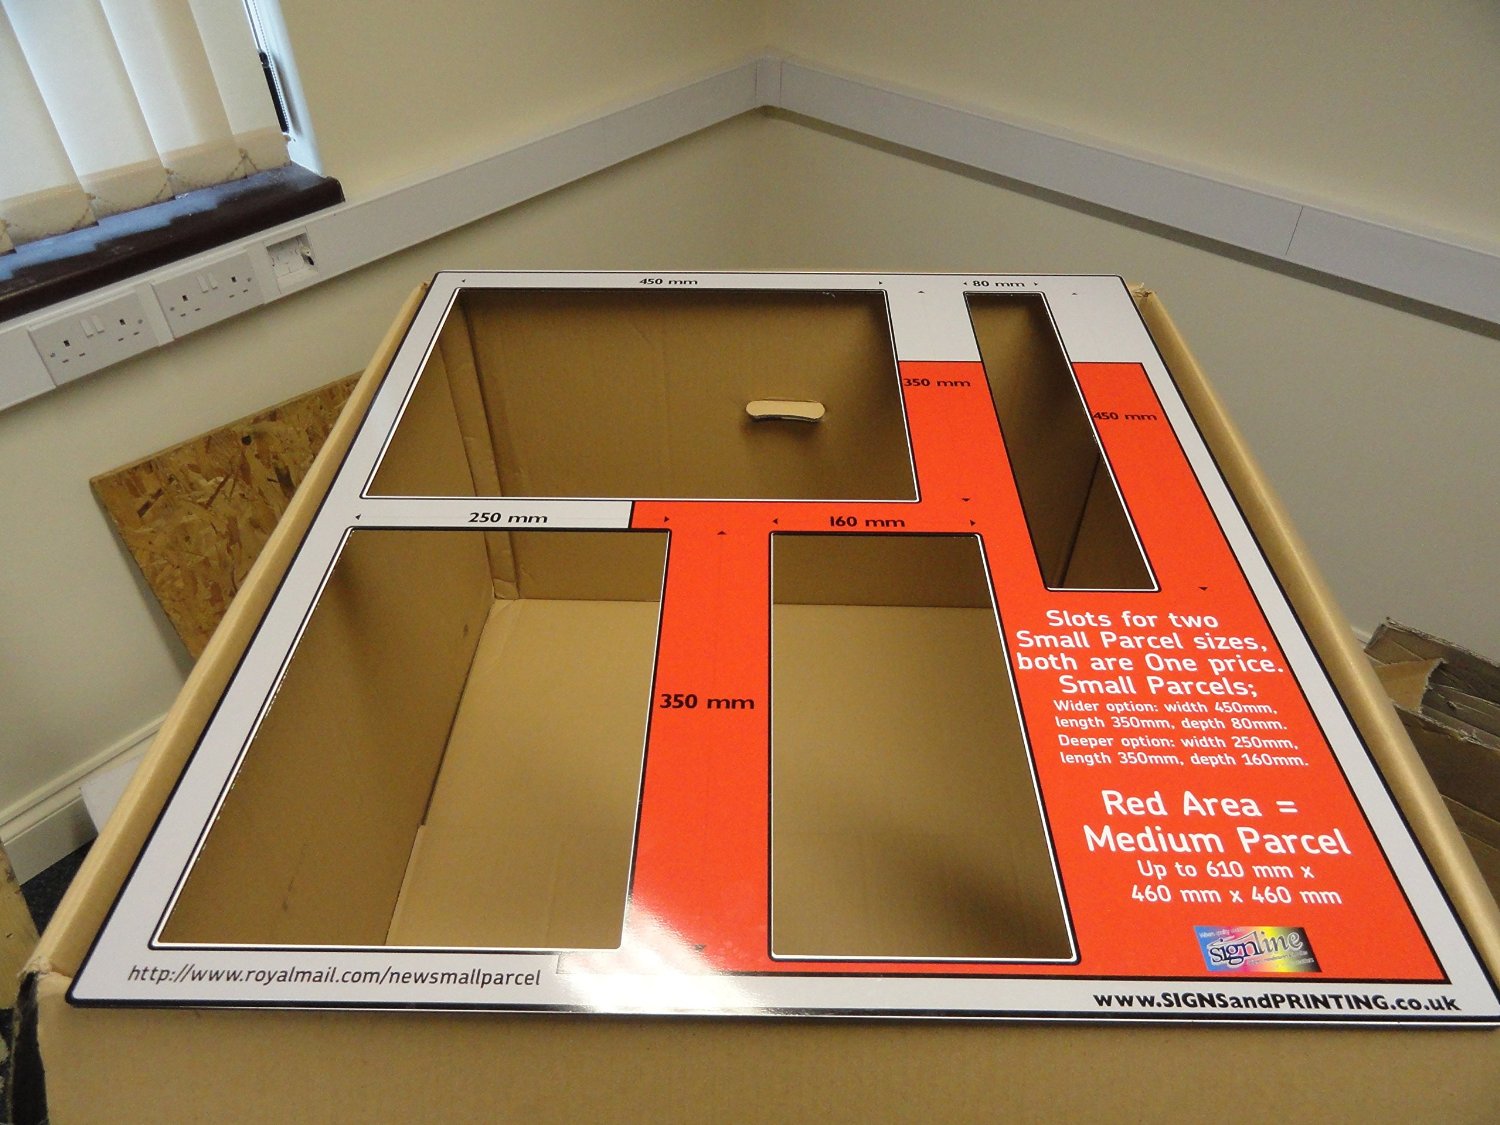 450 mm
80 mm
350 mm
450 mm
250 mm
160 mm
350 mm
Slots for two
Small Parcel sizes,
both are One price.
Small Parcels;
Wider option: width 450mm,
length 350mm, depth 80mm.
Deeper option: width 250mm,
length 350mm, depth 160mm.
Red Area =
Medium Parcel
Up to 610 mm x
460 mm x 460 mm
signline
http://www.royalmail.com/newsmallparcel
www.SIGNSandPRINTING.co.uk